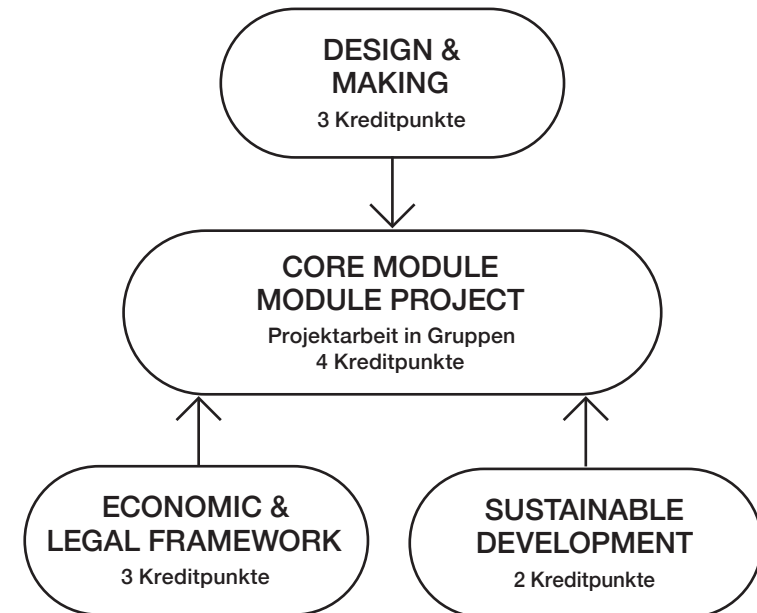 DESIGN &
MAKING
3 Kreditpunkte
CORE MODULE
MODULE PROJECT
Projektarbeit in Gruppen
4 Kreditpunkte
ECONOMIC &
LEGAL FRAMEWORK
3 Kreditpunkte
SUSTAINABLE
DEVELOPMENT
2 Kreditpunkte